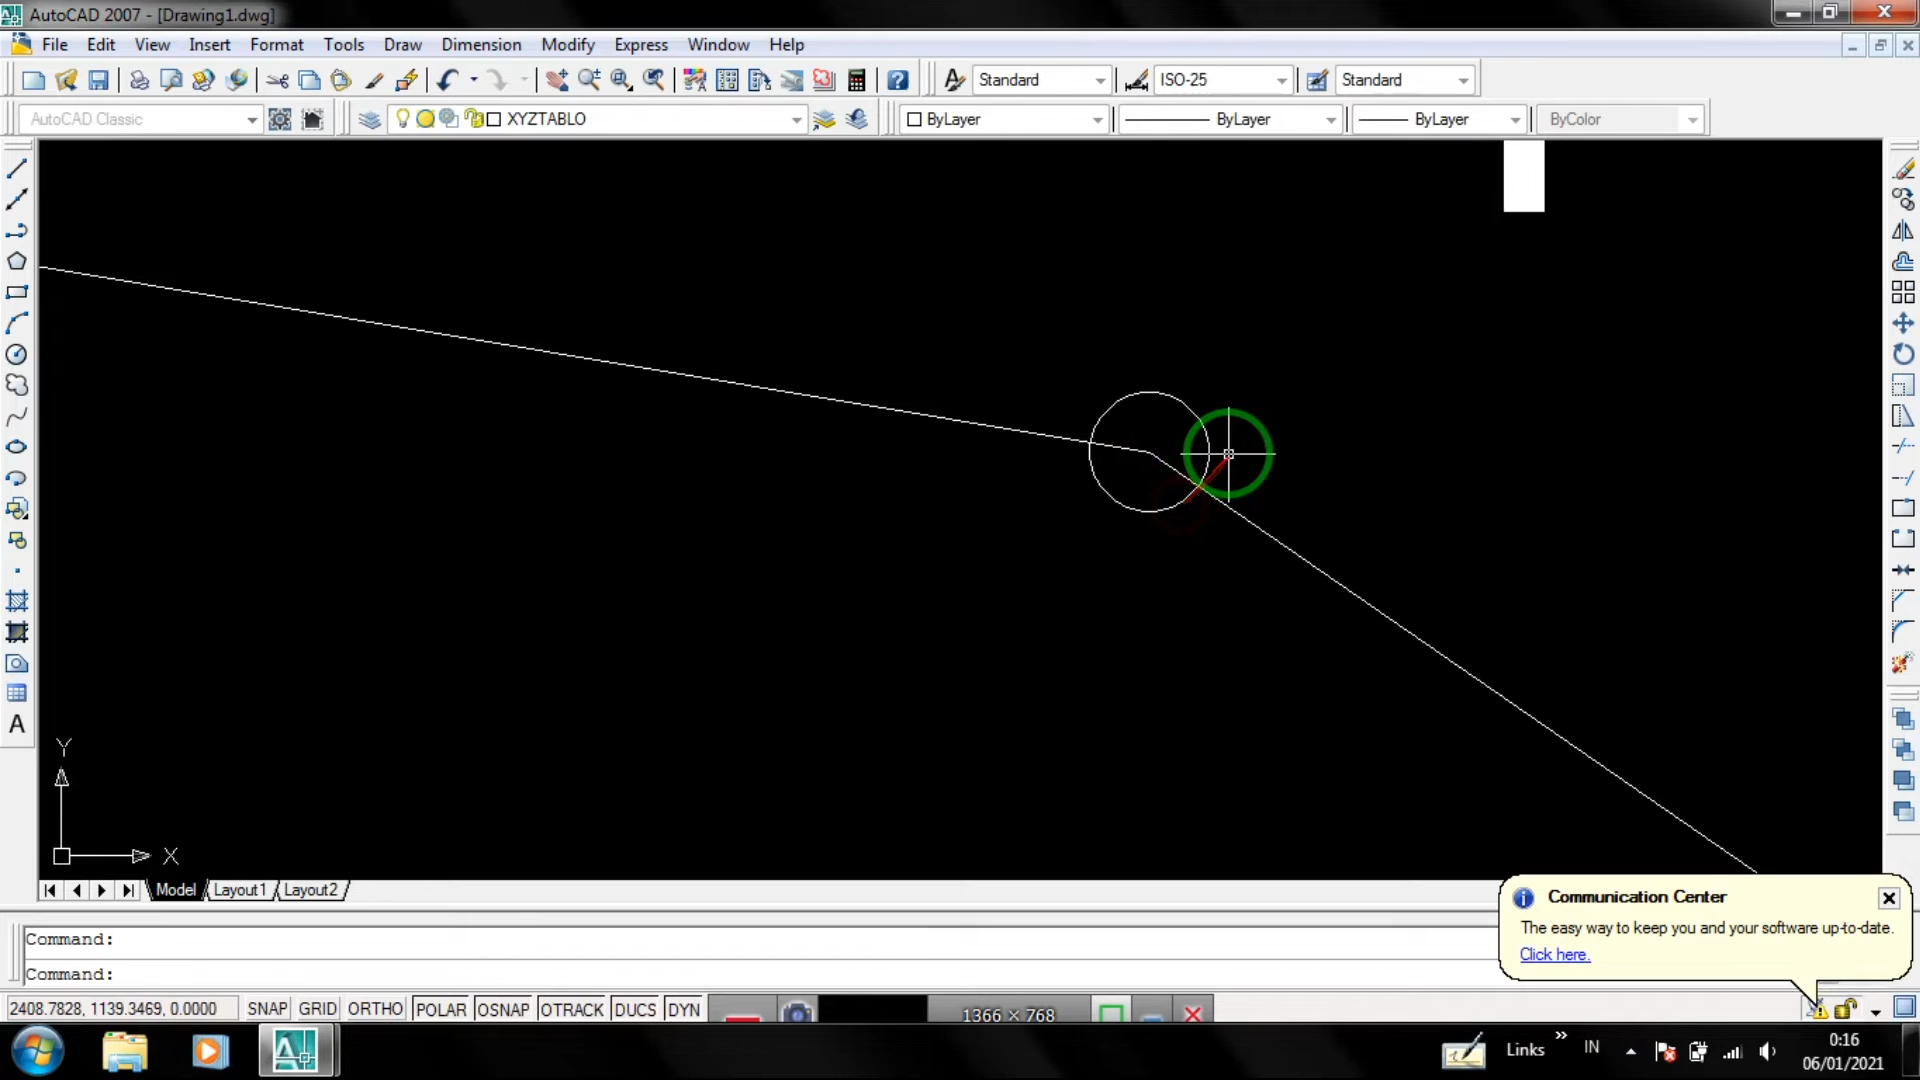 AutoCAD 2007 - [Drawing1.dwg]
File Edit View Insert Format Tools Draw Dimension Modify Express Window Help
Standard ISO-25 Standard
AutoCAD Classic XYZTABLO ByLayer ByLayer ByLayer ByColor
Y
X
Model Layout1 Layout2
Command:
Command:
Communication Center
The easy way to keep you and your software up-to-date.
Click here.
2408.7828, 1139.3469, 0.0000 SNAP GRID ORTHO POLAR OSNAP OTRACK DUCS DYN 1366 × 768
Links » IN 0:16
06/01/2021